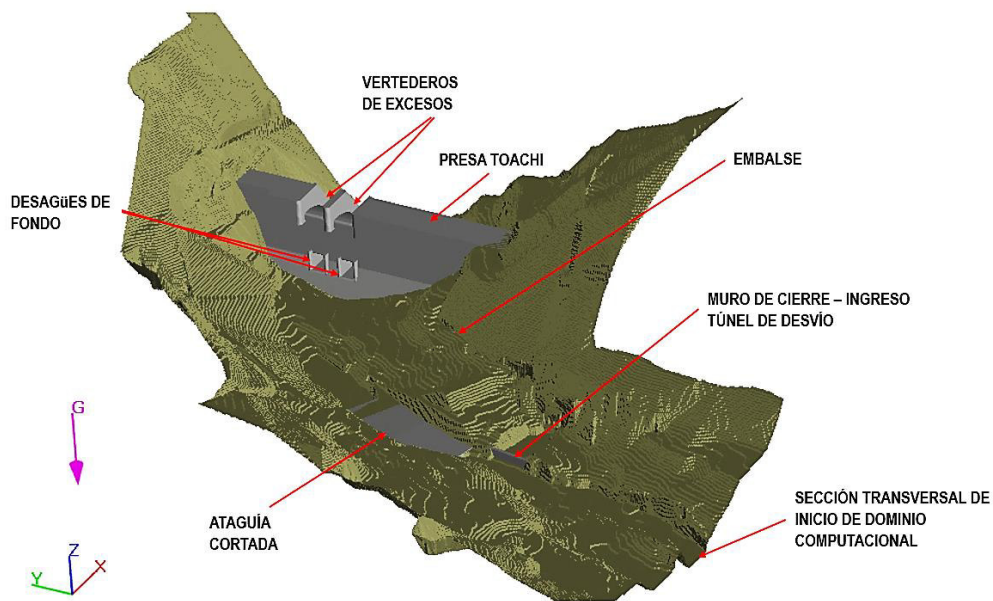 VERTEDEROS
DE EXCESOS
PRESA TOACHI
EMBALSE
DESAGüES DE
FONDO
MURO DE CIERRE – INGRESO
TÚNEL DE DESVÍO
G
ATAGUÍA
CORTADA
SECCIÓN TRANSVERSAL DE
INICIO DE DOMINIO
COMPUTACIONAL
Z
Y
X